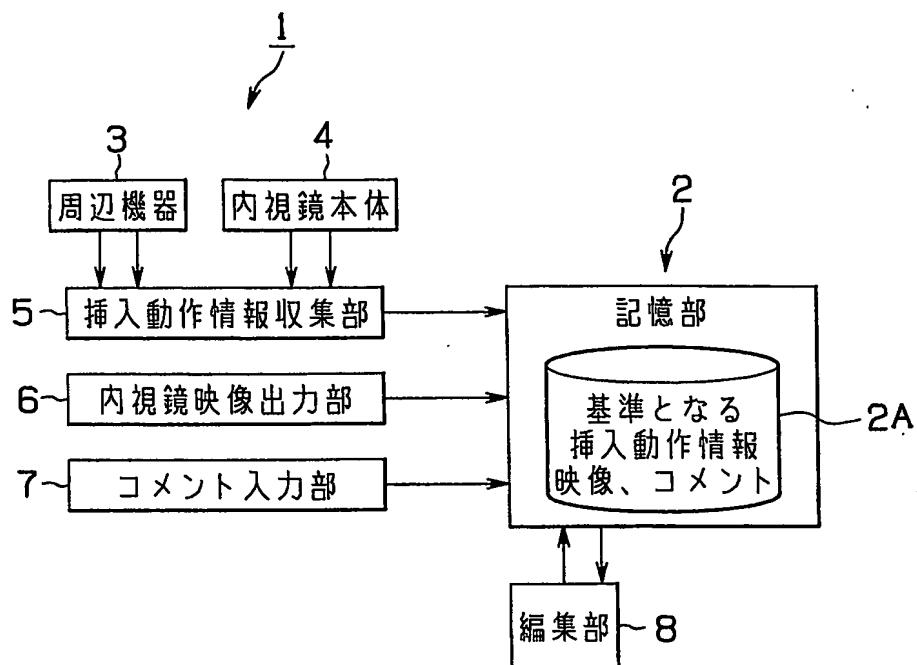 1
3
4
周辺機器
内視鏡本体
2
5
挿入動作情報収集部
記憶部
6
内視鏡映像出力部
基準となる
挿入動作情報
映像、コメント
2A
7
コメント入力部
編集部
8